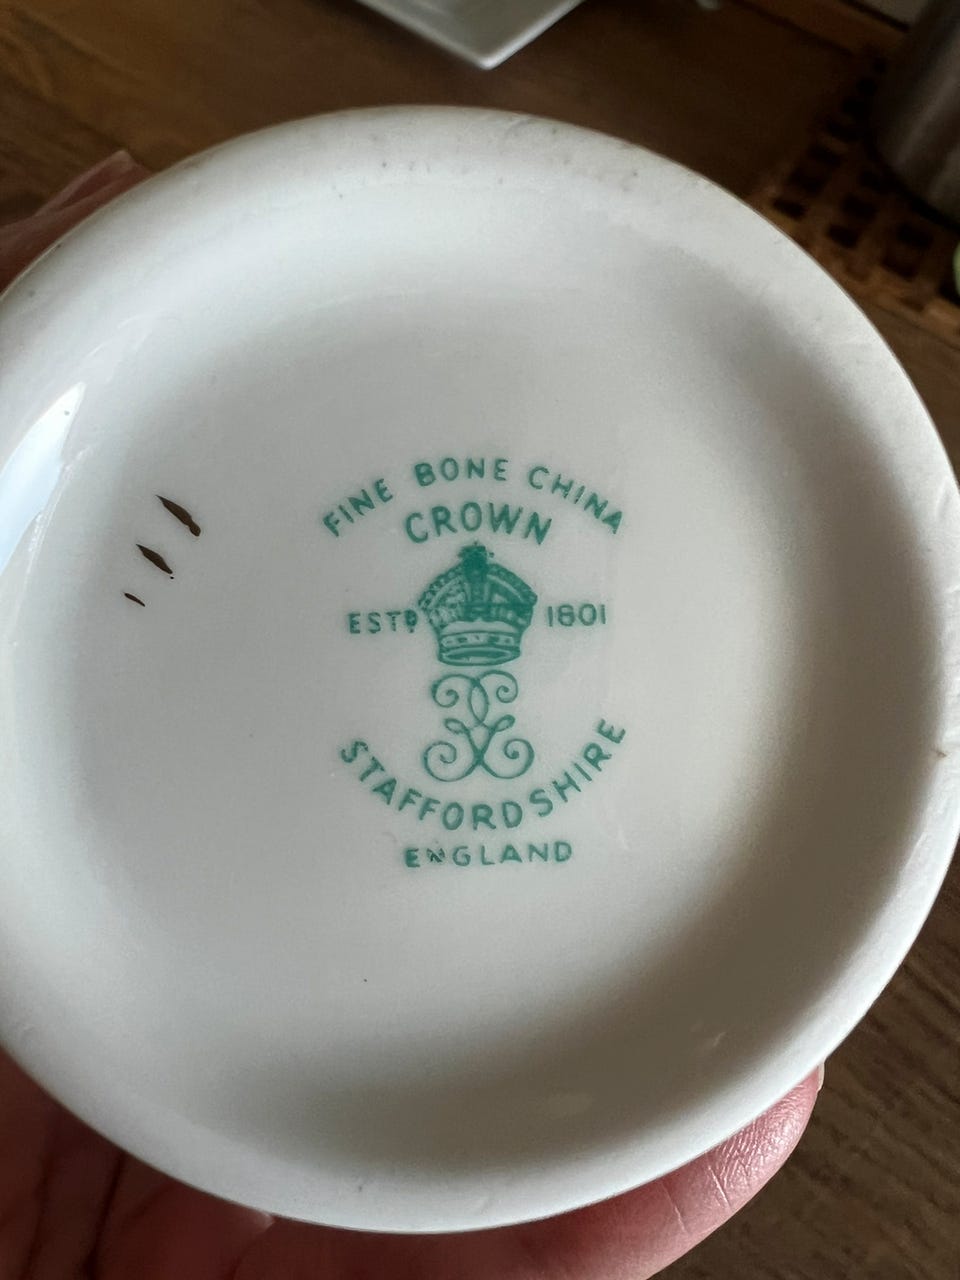 FINE BONE CHINA
CROWN
ESTD 1801
STAFFORDSHIRE
ENGLAND